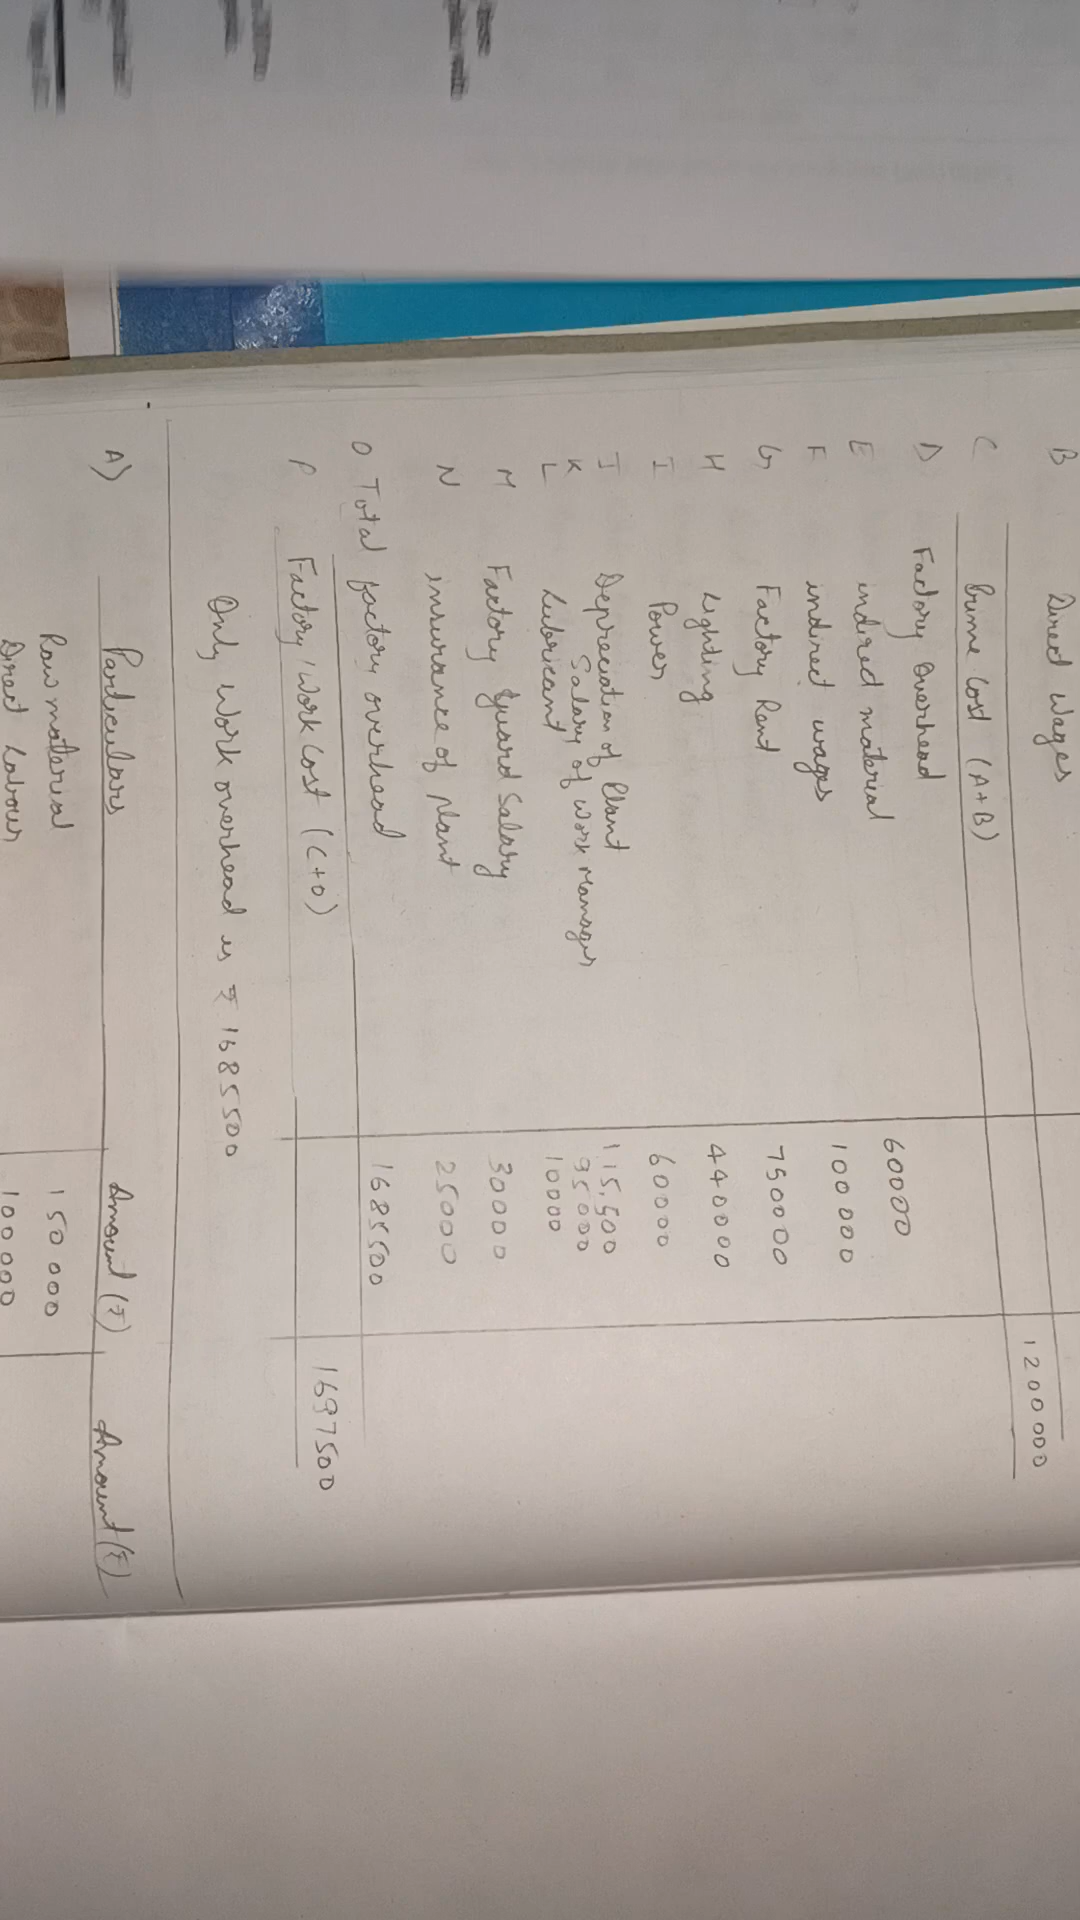 B Direct Wages
1200000
C Prime Cost (A+B)
D Factory Overhead
E indirect material 60000
F indirect wages 100000
G Factory Rent 750000
H Lighting 440000
I Power 60000
J Depreciation of Plant 115,500
K Salary of Work Manager 95000
L Lubricant 10000
M Factory guard Salary 30000
N insurance of Plant 25000
O Total factory overhead 1685500
P Factory/Work Cost (C+O) 1697500
Only Work overhead is ₹ 1685500
A) Particulars Amount (₹) Amount (₹)
Raw material 150000
Direct Labour 100000